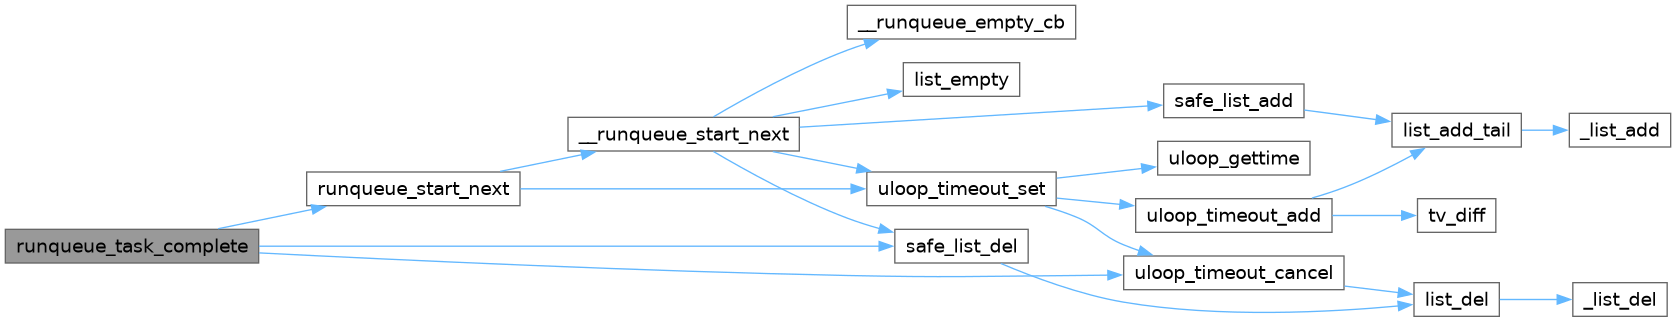 __runqueue_empty_cb
list_empty
safe_list_add
__runqueue_start_next
list_add_tail
_list_add
uloop_gettime
runqueue_start_next
uloop_timeout_set
uloop_timeout_add
tv_diff
runqueue_task_complete
safe_list_del
uloop_timeout_cancel
list_del
_list_del